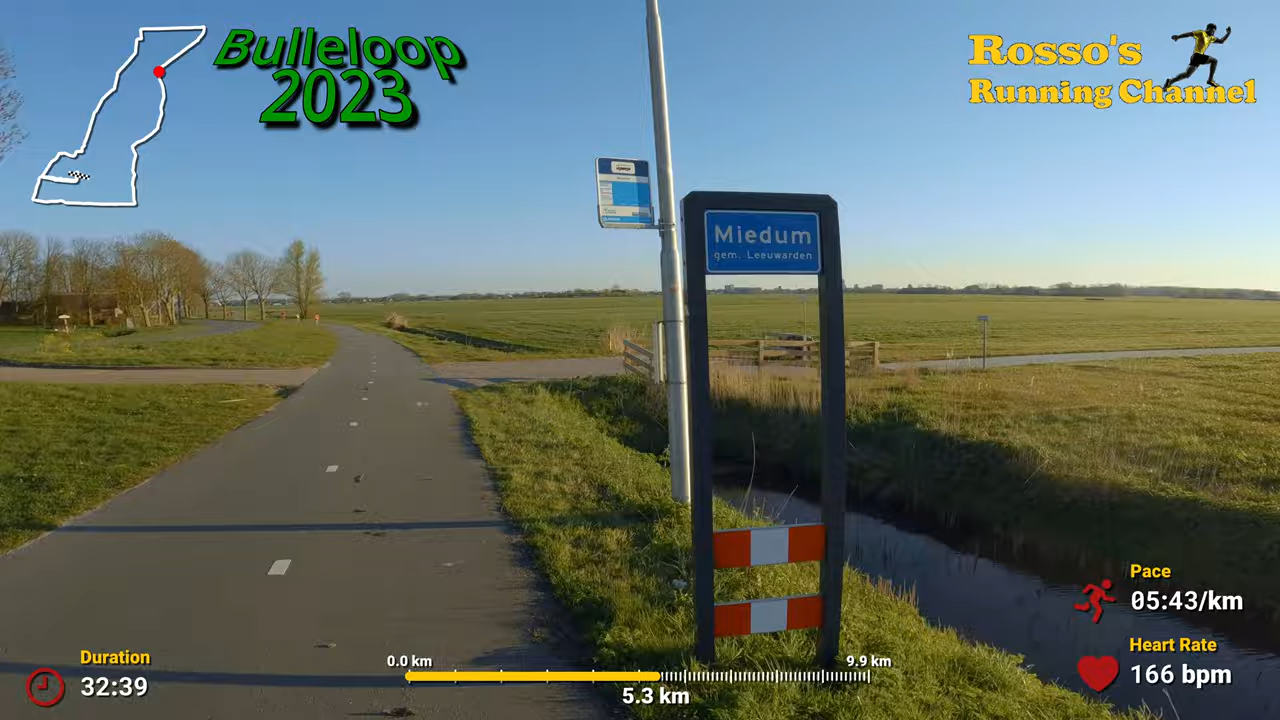 Bulleloop
2023
Rosso's
Running Channel
Miedum
gem. Leeuwarden
Pace
05:43/km
Heart Rate
166 bpm
Duration
32:39
0.0 km
9.9 km
5.3 km